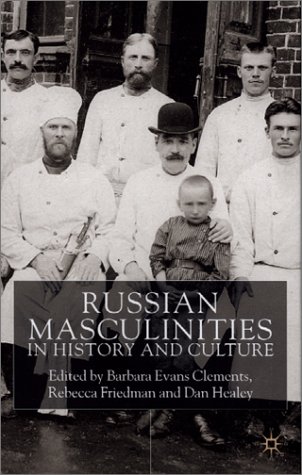 RUSSIAN
MASCULINITIES
IN HISTORY AND CULTURE
Edited by Barbara Evans Clements,
Rebecca Friedman and Dan Healey